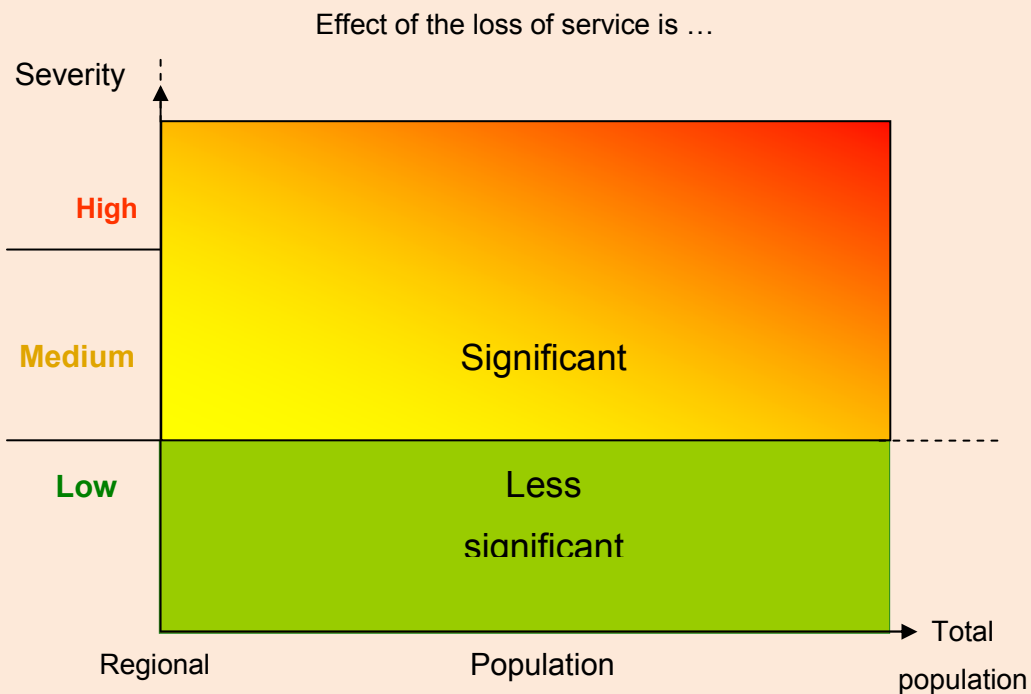 Effect of the loss of service is …
Severity
High
Medium
Significant
Low
Less
significant
Total
population
Regional
Population